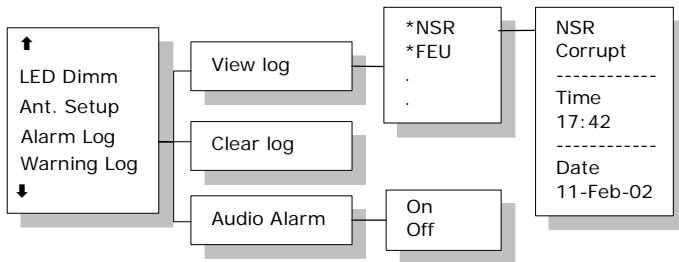 LED Dimm
Ant. Setup
Alarm Log
Warning Log
View log
Clear log
Audio Alarm
*NSR
*FEU
.
.
On
Off
NSR
Corrupt
------------
Time
17:42
------------
Date
11-Feb-02